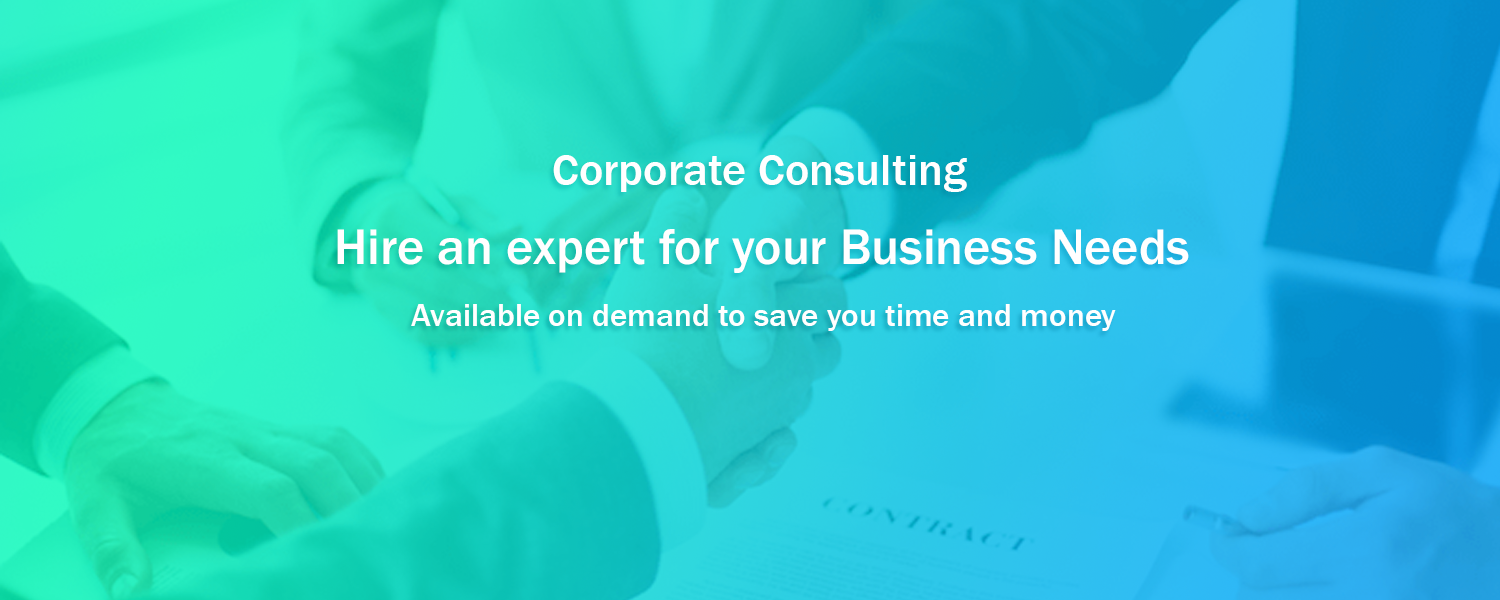 Corporate Consulting
Hire an expert for your Business Needs
Available on demand to save you time and money
CONTRACT